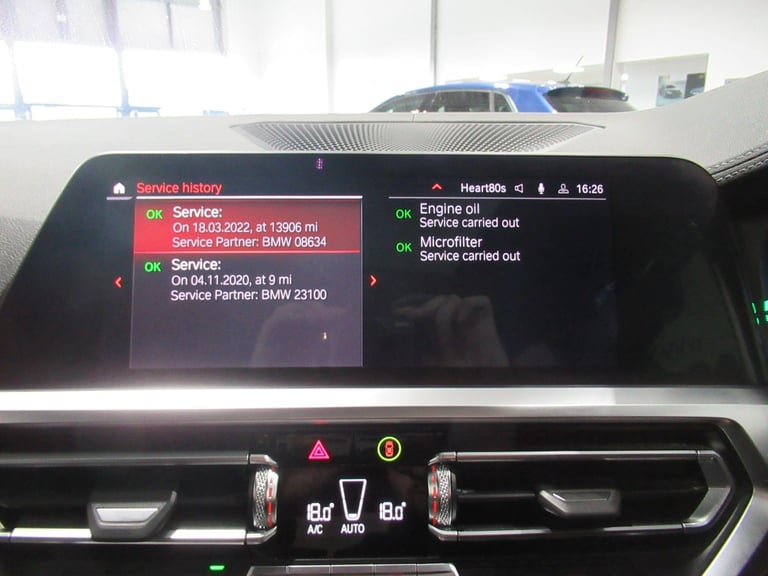 Service history
Heart80s 16:26
OK Service:
On 18.03.2022, at 13906 mi
Service Partner: BMW 08634
OK Service:
On 04.11.2020, at 9 mi
Service Partner: BMW 23100
OK Engine oil
Service carried out
OK Microfilter
Service carried out
18.0° 18.0°
A/C AUTO